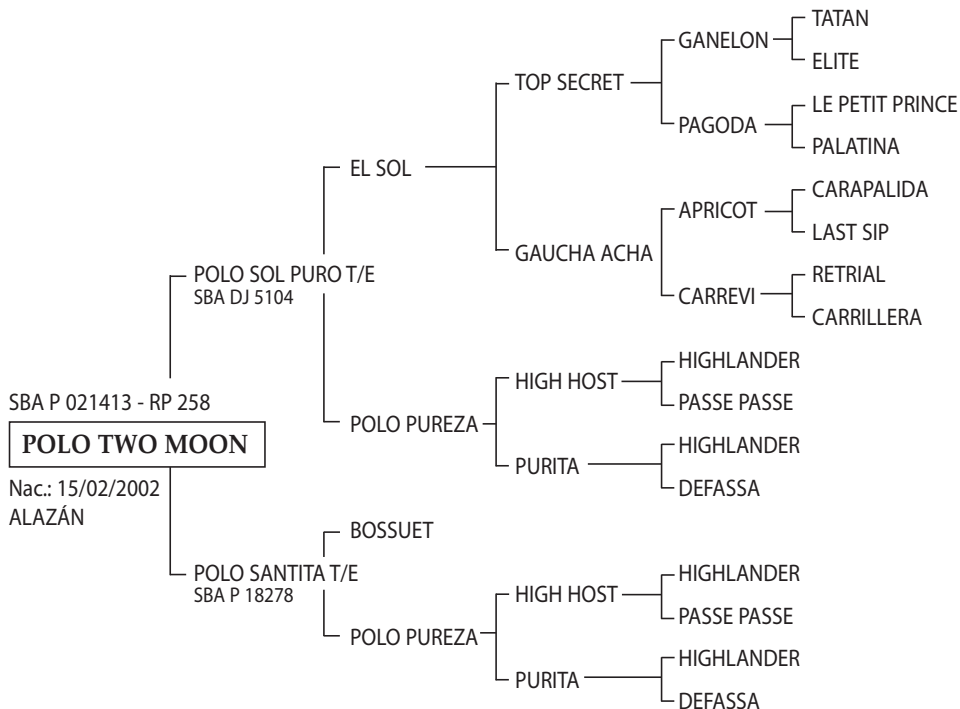 TATAN
GANELON
ELITE
TOP SECRET
LE PETIT PRINCE
PAGODA
PALATINA
EL SOL
CARAPALIDA
APRICOT
LAST SIP
GAUCHA ACHA
RETRIAL
CARREVI
CARRILLERA
POLO SOL PURO T/E
SBA DJ 5104
HIGHLANDER
HIGH HOST
PASSE PASSE
POLO PUREZA
HIGHLANDER
PURITA
DEFASSA
SBA P 021413 - RP 258
POLO TWO MOON
Nac.: 15/02/2002
ALAZÁN
BOSSUET
POLO SANTITA T/E
SBA P 18278
HIGHLANDER
HIGH HOST
PASSE PASSE
POLO PUREZA
HIGHLANDER
PURITA
DEFASSA